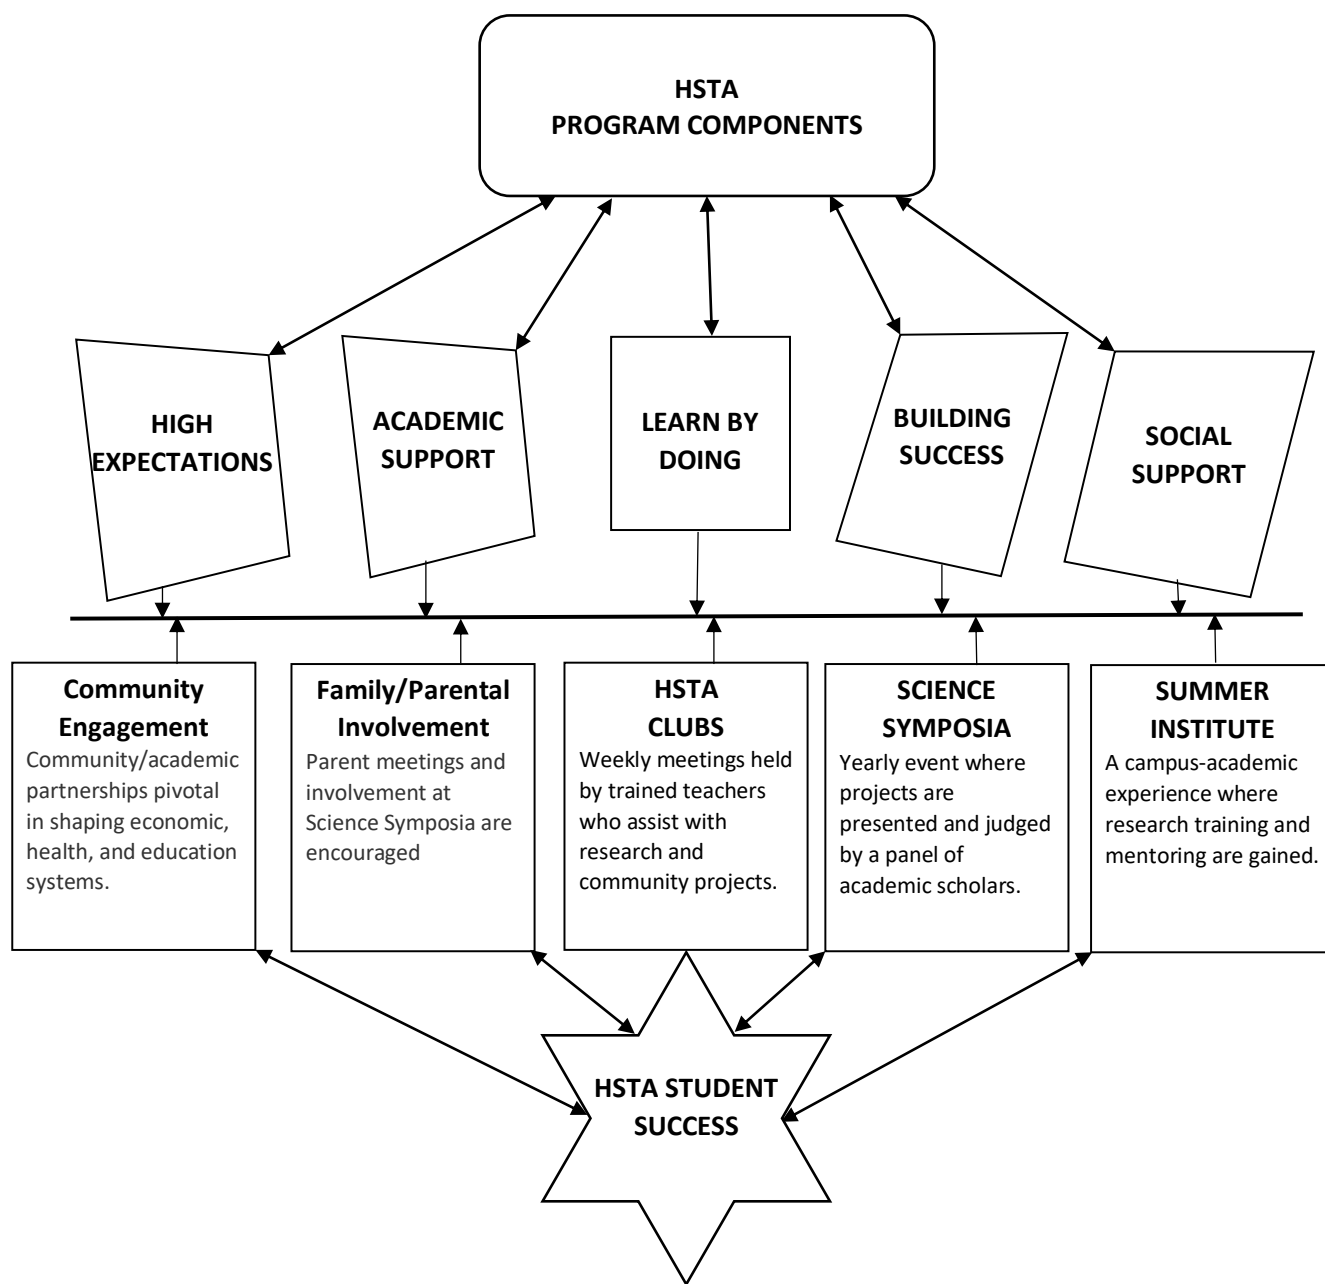 HSTA
PROGRAM COMPONENTS
HIGH
EXPECTATIONS
ACADEMIC
SUPPORT
LEARN BY
DOING
BUILDING
SUCCESS
SOCIAL
SUPPORT
Community
Engagement
Community/academic
partnerships pivotal
in shaping economic,
health, and education
systems.
Family/Parental
Involvement
Parent meetings and
involvement at
Science Symposia are
encouraged
HSTA
CLUBS
Weekly meetings held
by trained teachers
who assist with
research and
community projects.
SCIENCE
SYMPOSIA
Yearly event where
projects are
presented and judged
by a panel of
academic scholars.
SUMMER
INSTITUTE
A campus-academic
experience where
research training and
mentoring are gained.
HSTA STUDENT
SUCCESS